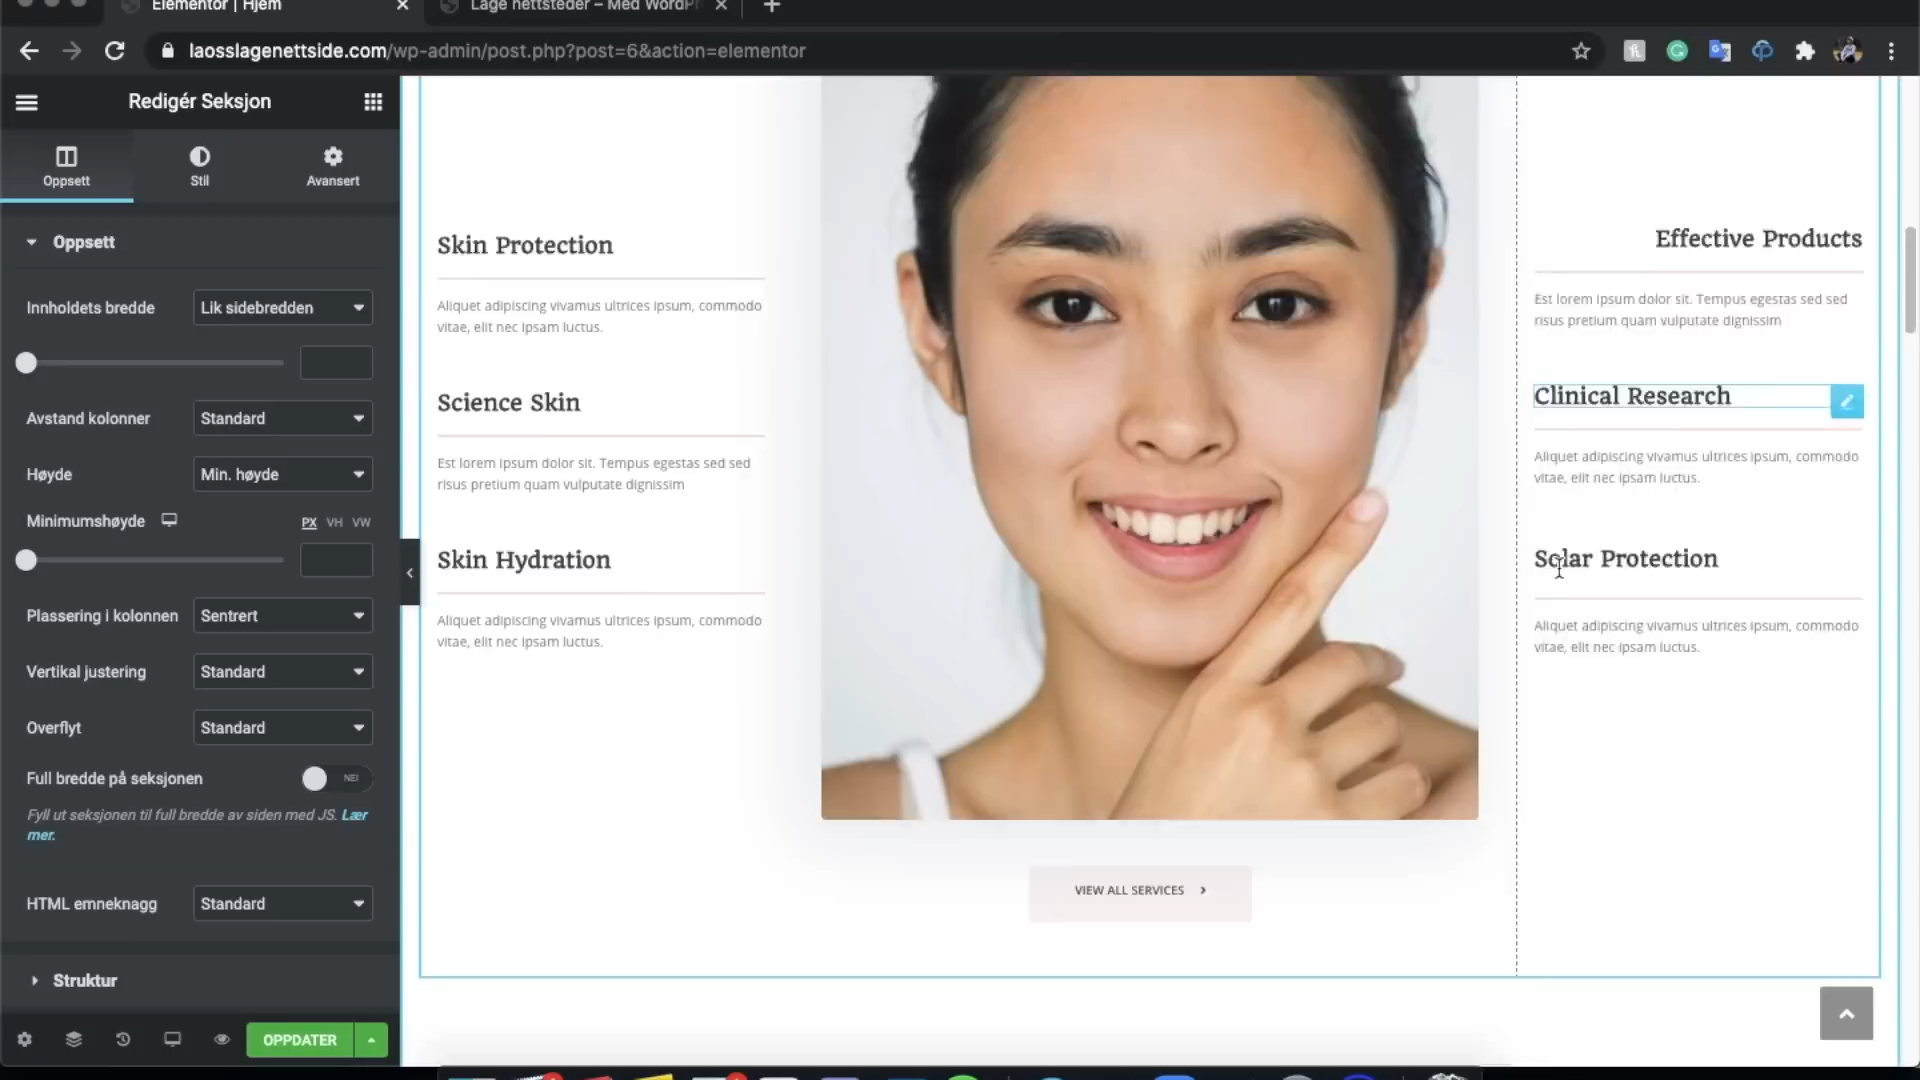 Elementor | Hjem
Lage nettsteder – Med WordPr
laosslagenettside.com/wp-admin/post.php?post=6&action=elementor
Redigér Seksjon
Oppsett
Stil
Avansert
Oppsett
Innholdets bredde
Lik sidebredden
Avstand kolonner
Standard
Høyde
Min. høyde
Minimumshøyde
PX VH VW
Plassering i kolonnen
Sentrert
Vertikal justering
Standard
Overflyt
Standard
Full bredde på seksjonen
NEI
Fyll ut seksjonen til full bredde av siden med JS. Lær
mer.
HTML emneknagg
Standard
Struktur
OPPDATER
Skin Protection
Aliquet adipiscing vivamus ultrices ipsum, commodo
vitae, elit nec ipsam luctus.
Science Skin
Est lorem ipsum dolor sit. Tempus egestas sed sed
risus pretium quam vulputate dignissim
Skin Hydration
Aliquet adipiscing vivamus ultrices ipsum, commodo
vitae, elit nec ipsam luctus.
VIEW ALL SERVICES
Effective Products
Est lorem ipsum dolor sit. Tempus egestas sed sed
risus pretium quam vulputate dignissim
Clinical Research
Aliquet adipiscing vivamus ultrices ipsum, commodo
vitae, elit nec ipsam luctus.
Solar Protection
Aliquet adipiscing vivamus ultrices ipsum, commodo
vitae, elit nec ipsam luctus.